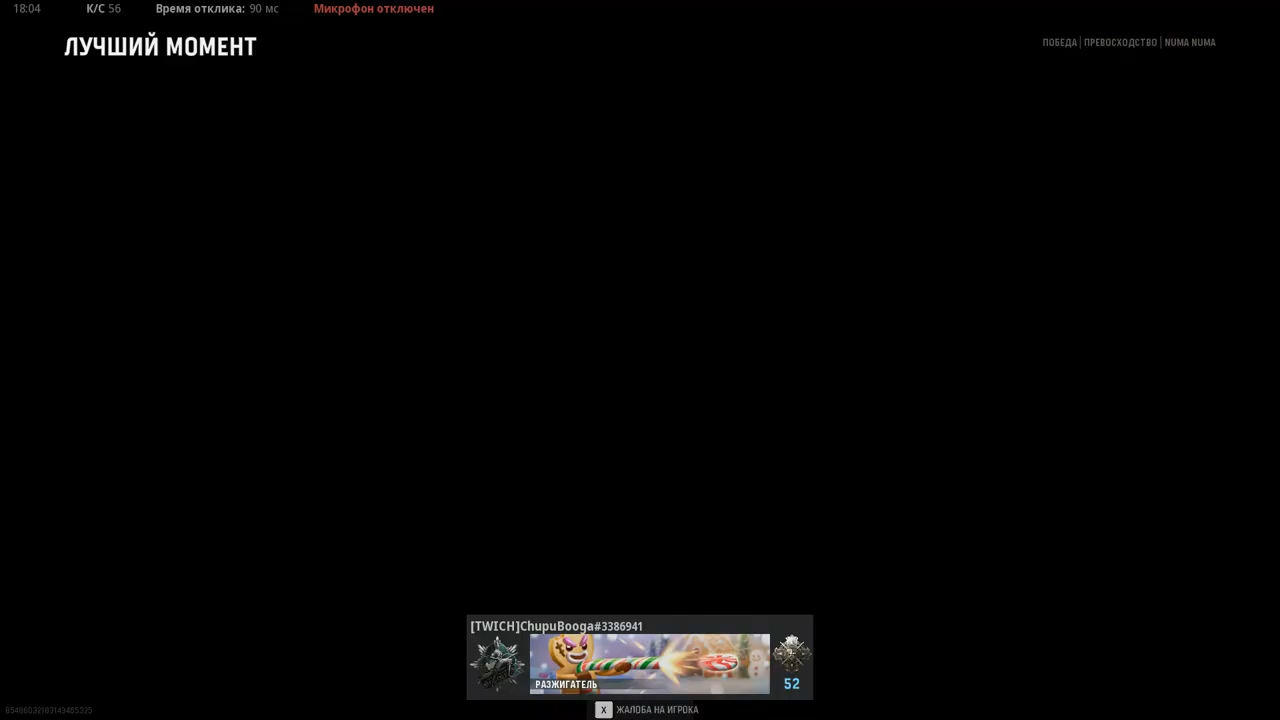 18:04 К/С 56 Время отклика: 90 мс Микрофон отключен
ЛУЧШИЙ МОМЕНТ
ПОБЕДА | ПРЕВОСХОДСТВО | NUMA NUMA
[TWICH]ChupuBooga#3386941
РАЗЖИГАТЕЛЬ
52
X ЖАЛОБА НА ИГРОКА